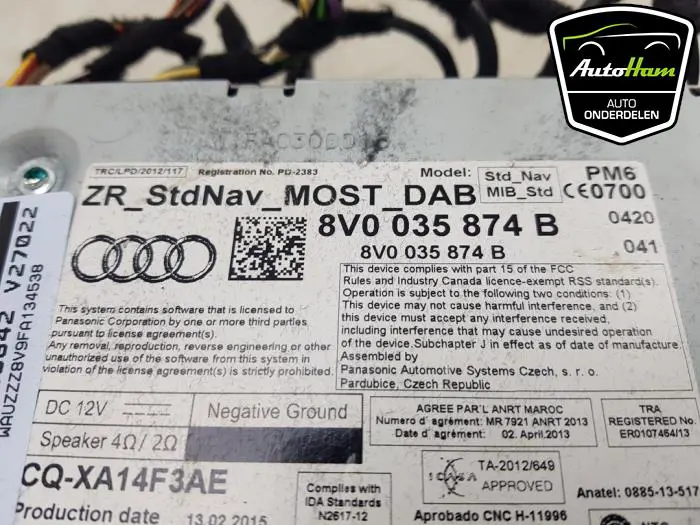 AutoHam
AUTO
ONDERDELEN
TRC/LPD/2012/117
Registration No. PD-2383
Model:
Std_Nav
MIB_Std
PM6
CE0700
ZR_StdNav_MOST_DAB
8V0 035 874 B
0420
8V0 035 874 B
041
V27022
WAUZZZ8V9FA134538
This system contains software that is licensed to
Panasonic Corporation by one or more third parties
pursuant to licence agreement(s).
Any removal, reproduction, reverse engineering or other
unauthorized use of the software from this system in
violation of the license agreement(s) is strictly prohibited.
This device complies with part 15 of the FCC
Rules and Industry Canada licence-exempt RSS standard(s).
Operation is subject to the following two conditions: (1)
This device may not cause harmful interference, and (2)
this device must accept any interference received,
including interference that may cause undesired operation
of the device. Subchapter J in effect as of date of manufacture.
Assembled by
Panasonic Automotive Systems Czech, s. r. o.
Pardubice, Czech Republic
DC 12V
Negative Ground
Speaker 4Ω/ 2Ω
AGREE PAR'L ANRT MAROC
Numero d'agrément: MR 7921 ANRT 2013
Date d'agrément: 02. April.2013
TRA
REGISTERED No.
ER0107464/13
CQ-XA14F3AE
Complies with
IDA Standards
N2617-12
TA-2012/649
APPROVED
Anatel: 0885-13-517
Production date
13.02.2015
Aprobado CNC H-11996